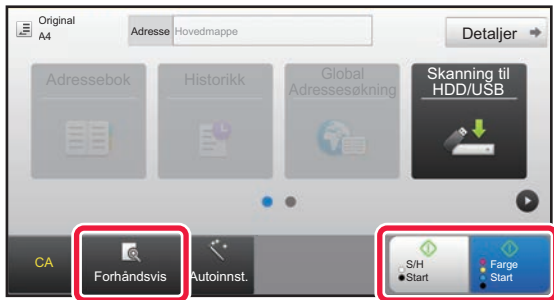 Original
A4
Adresse Hovedmappe
Detaljer
Adressebok
Historikk
Global
Adressesøkning
Skanning til
HDD/USB
CA
Forhåndsvis
Autoinnst.
S/H
Start
Farge
Start